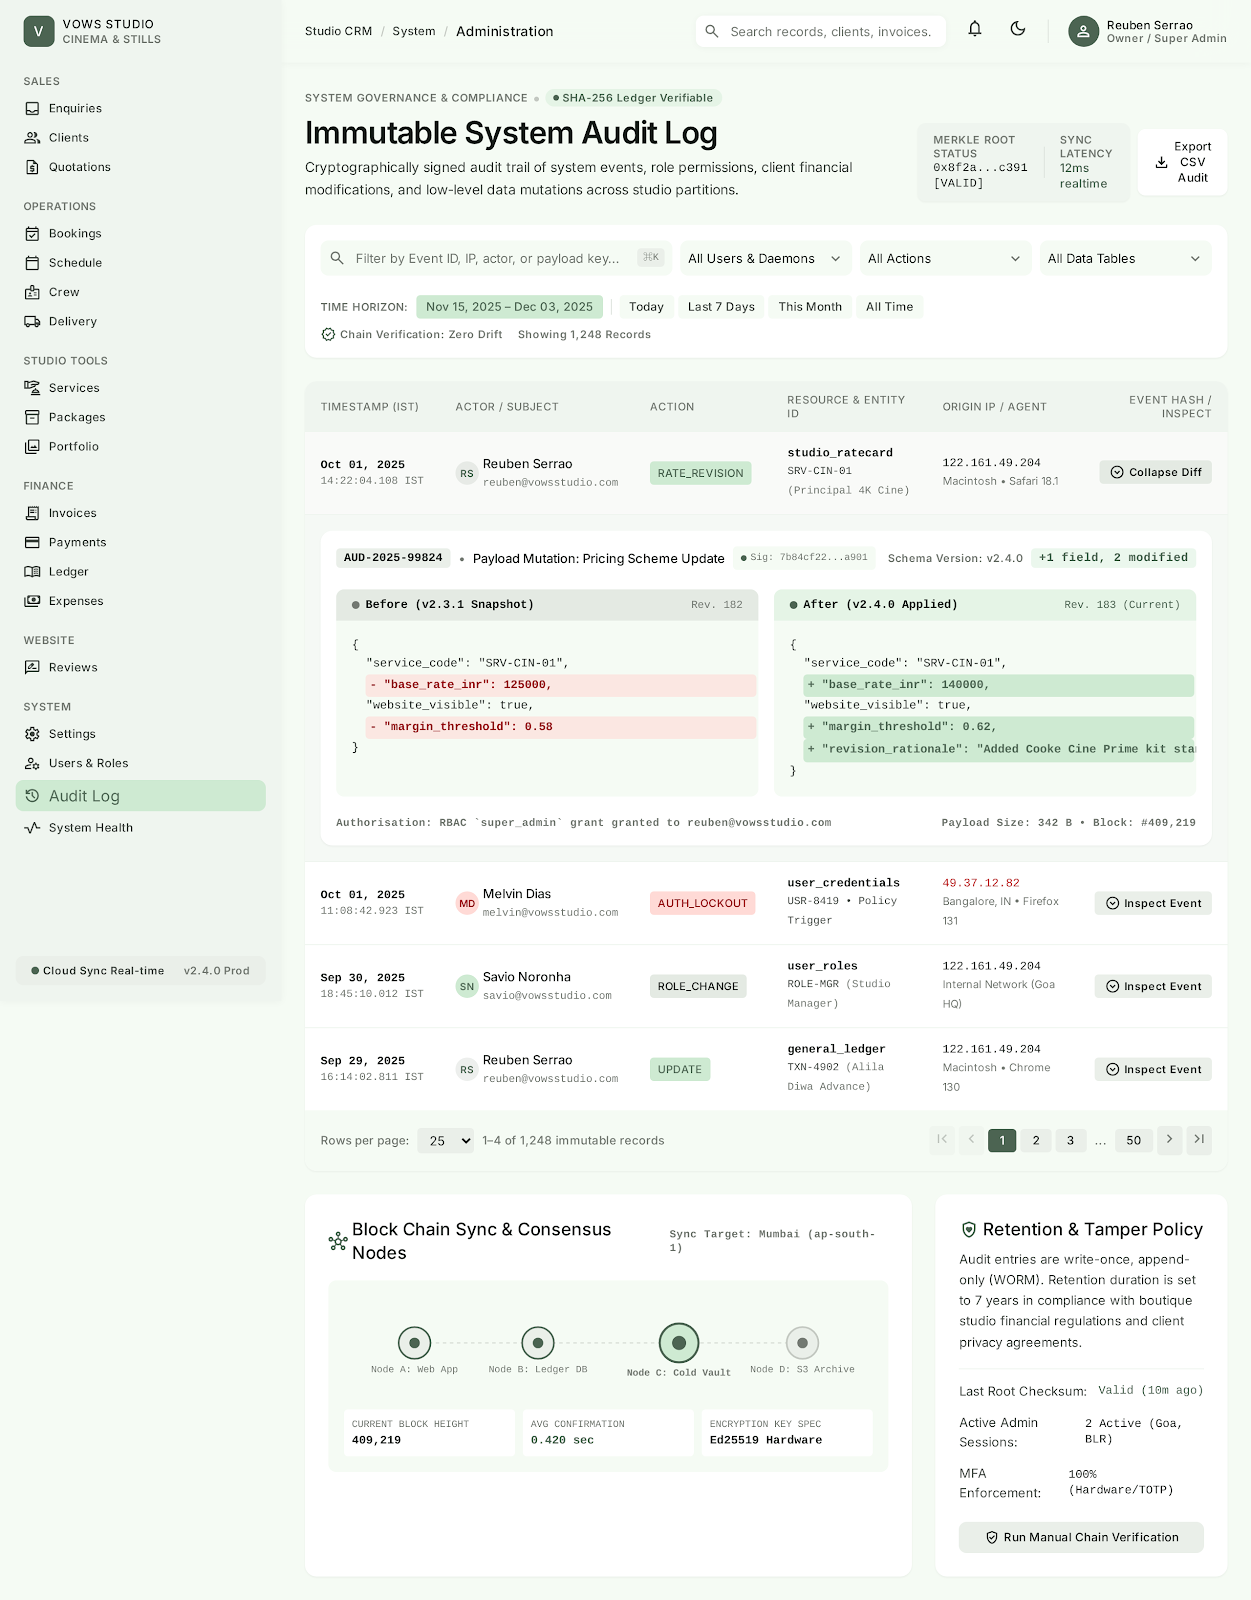 V
VOWS STUDIO
CINEMA & STILLS
SALES
Enquiries
Clients
Quotations
OPERATIONS
Bookings
Schedule
Crew
Delivery
STUDIO TOOLS
Services
Packages
Portfolio
FINANCE
Invoices
Payments
Ledger
Expenses
WEBSITE
Reviews
SYSTEM
Settings
Users & Roles
Audit Log
System Health
Cloud Sync Real-time v2.4.0 Prod
Studio CRM / System / Administration
Search records, clients, invoices.
Reuben Serrao
Owner / Super Admin
SYSTEM GOVERNANCE & COMPLIANCE • SHA-256 Ledger Verifiable
Immutable System Audit Log
Cryptographically signed audit trail of system events, role permissions, client financial
modifications, and low-level data mutations across studio partitions.
MERKLE ROOT
STATUS
0x8f2a...c391
[VALID]
SYNC
LATENCY
12ms
realtime
Export
CSV
Audit
Filter by Event ID, IP, actor, or payload key... ⌘K
All Users & Daemons
All Actions
All Data Tables
TIME HORIZON: Nov 15, 2025 – Dec 03, 2025 Today Last 7 Days This Month All Time
Chain Verification: Zero Drift Showing 1,248 Records
TIMESTAMP (IST)
ACTOR / SUBJECT
ACTION
RESOURCE & ENTITY
ID
ORIGIN IP / AGENT
EVENT HASH /
INSPECT
Oct 01, 2025
14:22:04.108 IST
RS
Reuben Serrao
reuben@vowsstudio.com
RATE_REVISION
studio_ratecard
SRV-CIN-01
(Principal 4K Cine)
122.161.49.204
Macintosh • Safari 18.1
Collapse Diff
AUD-2025-99824 • Payload Mutation: Pricing Scheme Update Sig: 7b84cf22...a901 Schema Version: v2.4.0 +1 field, 2 modified
Before (v2.3.1 Snapshot) Rev. 182
{
"service_code": "SRV-CIN-01",
- "base_rate_inr": 125000,
"website_visible": true,
- "margin_threshold": 0.58
}
After (v2.4.0 Applied) Rev. 183 (Current)
{
"service_code": "SRV-CIN-01",
+ "base_rate_inr": 140000,
"website_visible": true,
+ "margin_threshold": 0.62,
+ "revision_rationale": "Added Cooke Cine Prime kit sta
}
Authorisation: RBAC `super_admin` grant granted to reuben@vowsstudio.com
Payload Size: 342 B • Block: #409,219
Oct 01, 2025
11:08:42.923 IST
MD
Melvin Dias
melvin@vowsstudio.com
AUTH_LOCKOUT
user_credentials
USR-8419 • Policy
Trigger
49.37.12.82
Bangalore, IN • Firefox
131
Inspect Event
Sep 30, 2025
18:45:10.012 IST
SN
Savio Noronha
savio@vowsstudio.com
ROLE_CHANGE
user_roles
ROLE-MGR (Studio
Manager)
122.161.49.204
Internal Network (Goa
HQ)
Inspect Event
Sep 29, 2025
16:14:02.811 IST
RS
Reuben Serrao
reuben@vowsstudio.com
UPDATE
general_ledger
TXN-4902 (Alila
Diwa Advance)
122.161.49.204
Macintosh • Chrome
130
Inspect Event
Rows per page: 25 1–4 of 1,248 immutable records
1 2 3 ... 50
Block Chain Sync & Consensus
Nodes
Sync Target: Mumbai (ap-south-
1)
Node A: Web App
Node B: Ledger DB
Node C: Cold Vault
Node D: S3 Archive
CURRENT BLOCK HEIGHT
409,219
AVG CONFIRMATION
0.420 sec
ENCRYPTION KEY SPEC
Ed25519 Hardware
Retention & Tamper Policy
Audit entries are write-once, append-
only (WORM). Retention duration is set
to 7 years in compliance with boutique
studio financial regulations and client
privacy agreements.
Last Root Checksum: Valid (10m ago)
Active Admin
Sessions:
2 Active (Goa,
BLR)
MFA
Enforcement:
100%
(Hardware/TOTP)
Run Manual Chain Verification